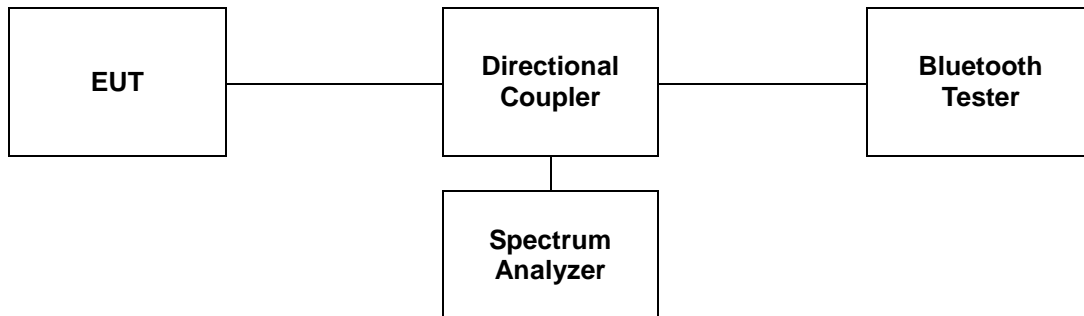 EUT
Directional
Coupler
Bluetooth
Tester
Spectrum
Analyzer